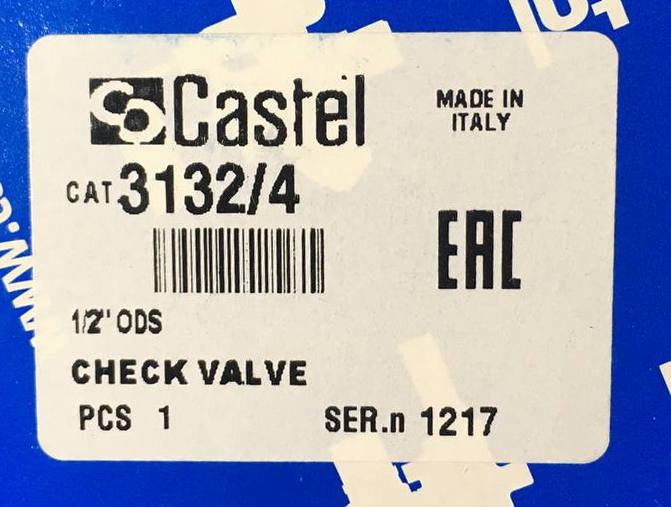 Castel
MADE IN
ITALY
CAT 3132/4
EAC
1/2" ODS
CHECK VALVE
PCS 1
SER.n 1217